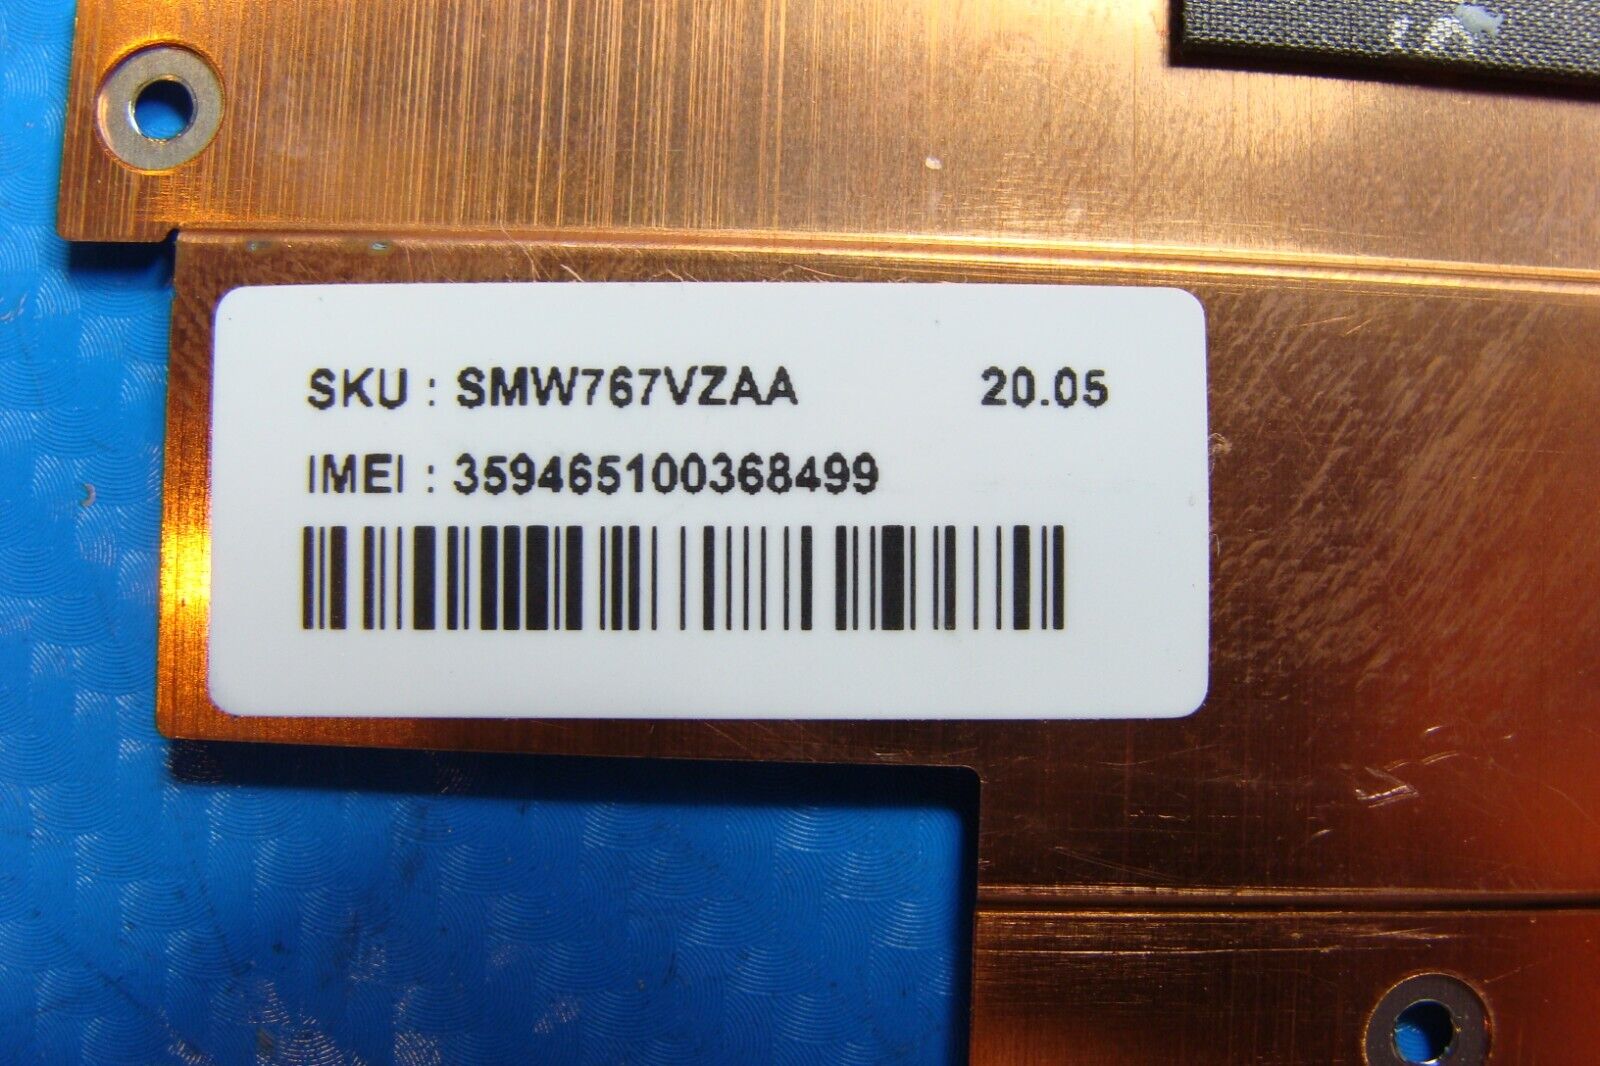 SKU : SMW767VZAA 20.05
IMEI : 359465100368499